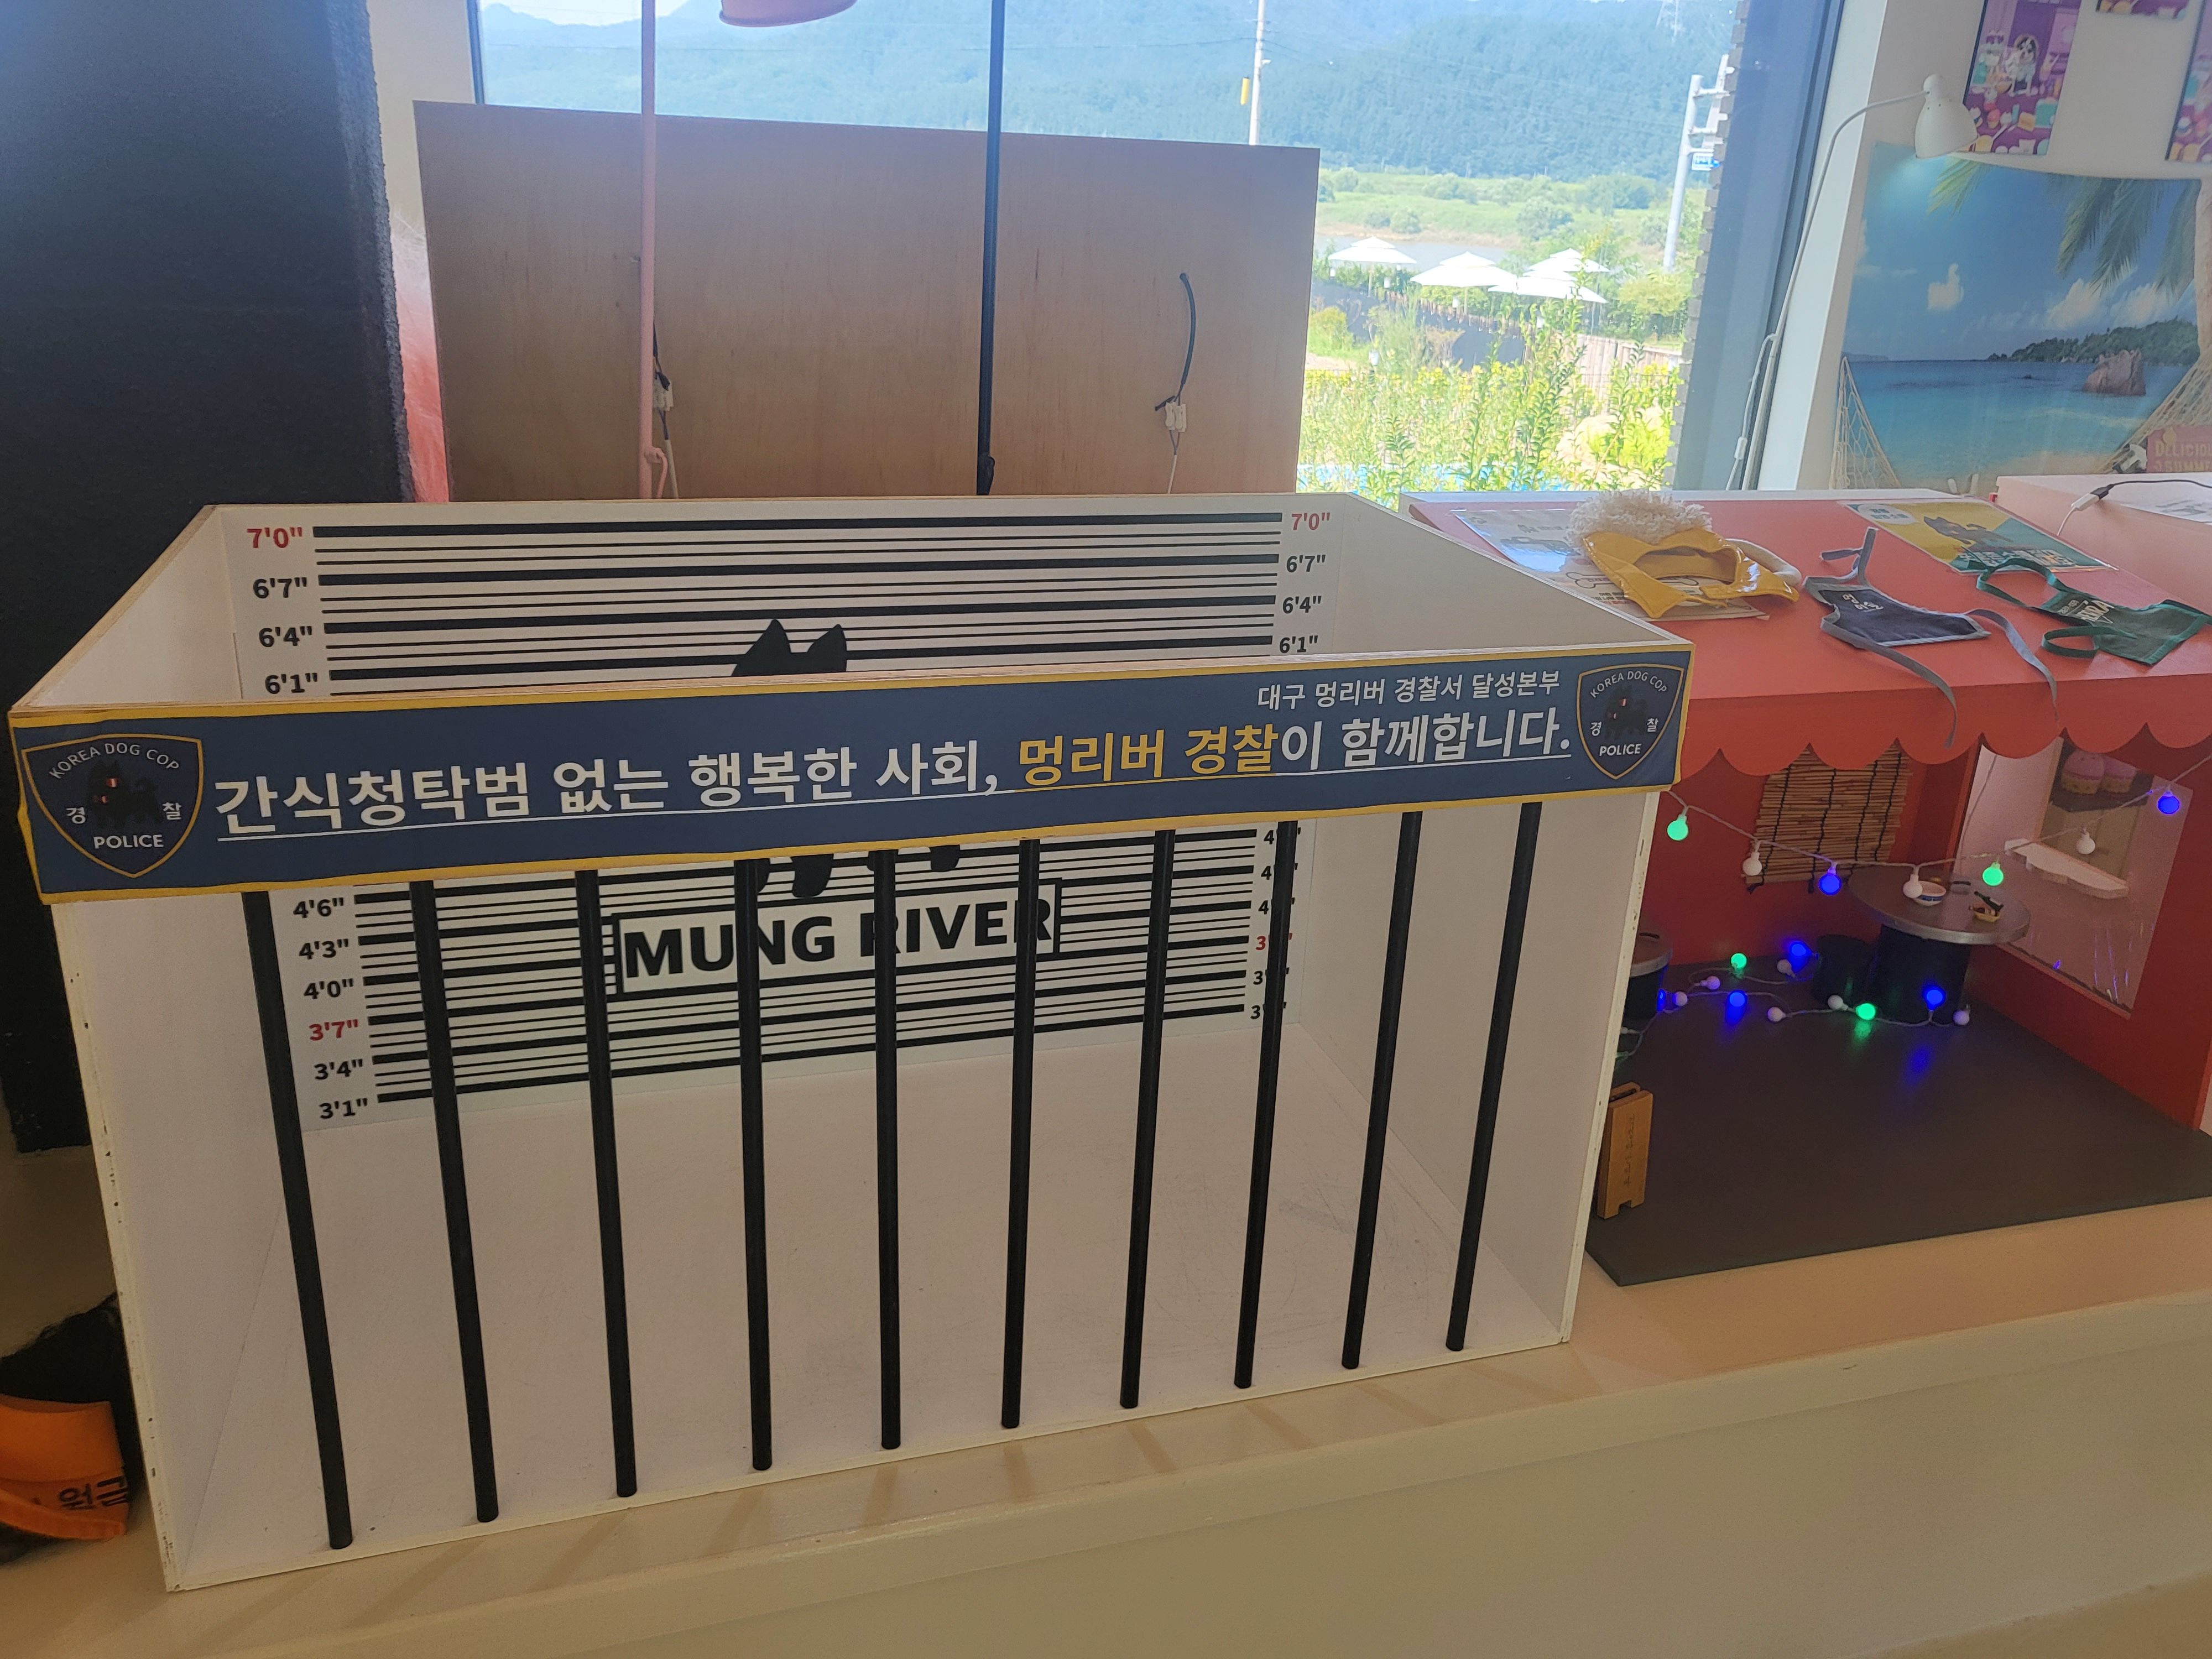 7'0" 7'0"
6'7" 6'7"
6'4" 6'4"
6'1" 6'1"
대구 멍리버 경찰서 달성본부
간식청탁범 없는 행복한 사회, 멍리버 경찰이 함께합니다.
KOREA DOG COP
경 찰
POLICE
KOREA DOG COP
경 찰
POLICE
4'6"
4'3"
4'0"
3'7"
3'4"
3'1"
MUNG RIVER